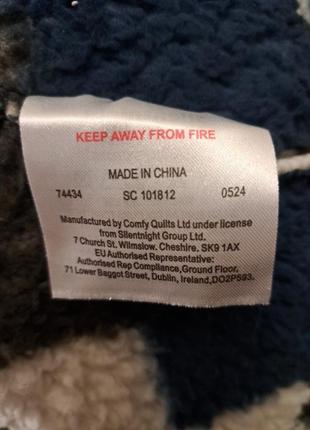 KEEP AWAY FROM FIRE
MADE IN CHINA
74434 SC 101812 0524
Manufactured by Comfy Quilts Ltd under license
from Silentnight Group Ltd.
7 Church St. Wilmslow. Cheshire. SK9 1AX
EU Authorised Representative:
Authorised Rep Compliance,Ground Floor,
71 Lower Baggot Street, Dublin, Ireland,DO2P593.